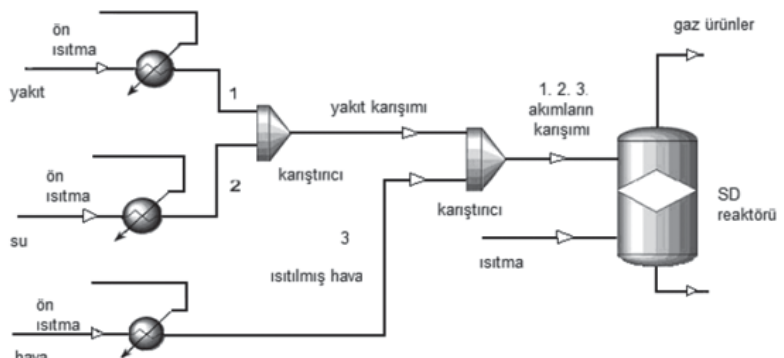 ön
ısıtma
yakıt
1
yakıt karışımı
karıştırıcı
ön
ısıtma
su
2
1. 2. 3.
akımların
karışımı
karıştırıcı
gaz ürünler
SD
reaktörü
ısıtma
3
ısıtılmış hava
ön
ısıtma
hava